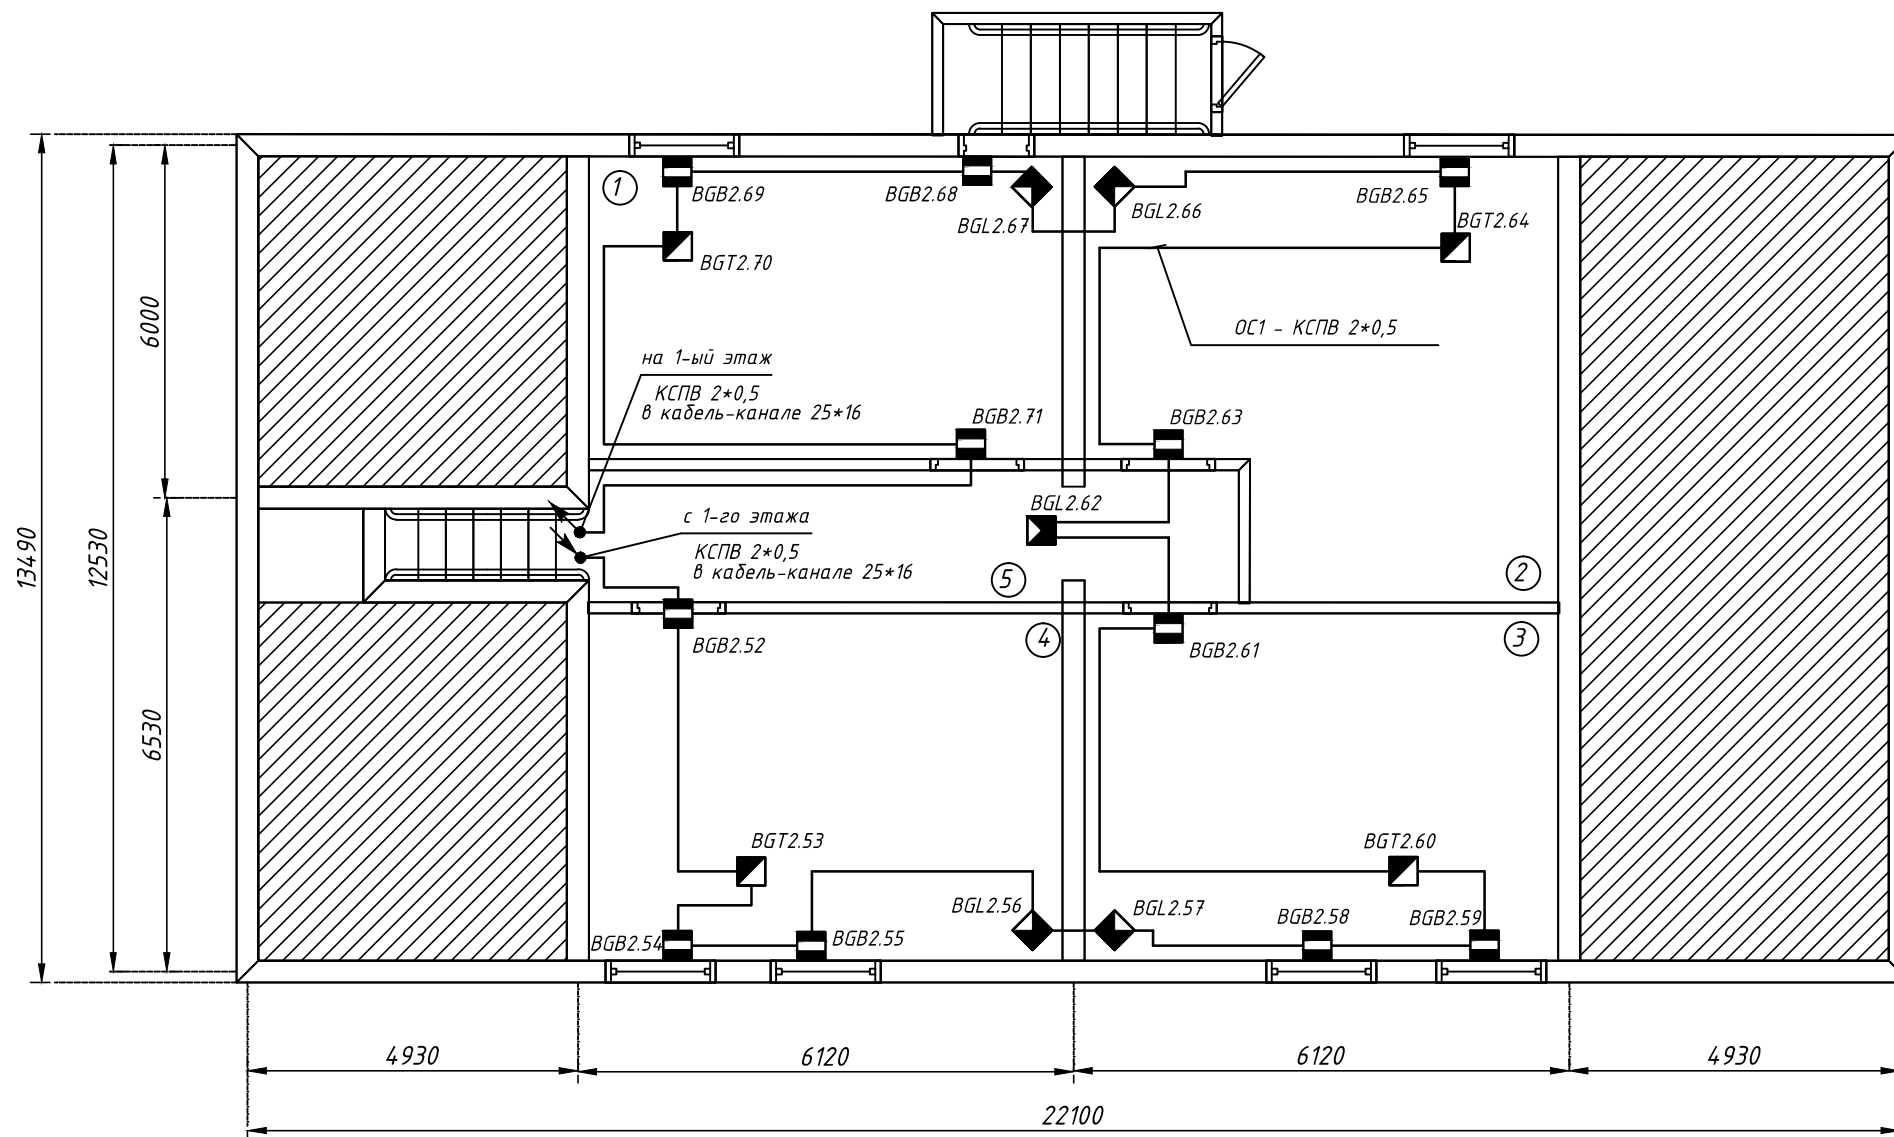 1
BGB2.69
BGB2.68
BGL2.67
BGL2.66
BGB2.65
BGT2.64
BGT2.70
ОС1 - КСПВ 2*0,5
на 1-ый этаж
КСПВ 2*0,5
в кабель-канале 25*16
BGB2.71
BGB2.63
BGL2.62
с 1-го этажа
КСПВ 2*0,5
в кабель-канале 25*16
5
2
BGB2.52
4
BGB2.61
3
BGT2.53
BGT2.60
BGL2.56
BGL2.57
BGB2.58
BGB2.59
BGB2.54
BGB2.55
13490
12530
6000
6530
4930
6120
6120
4930
22100